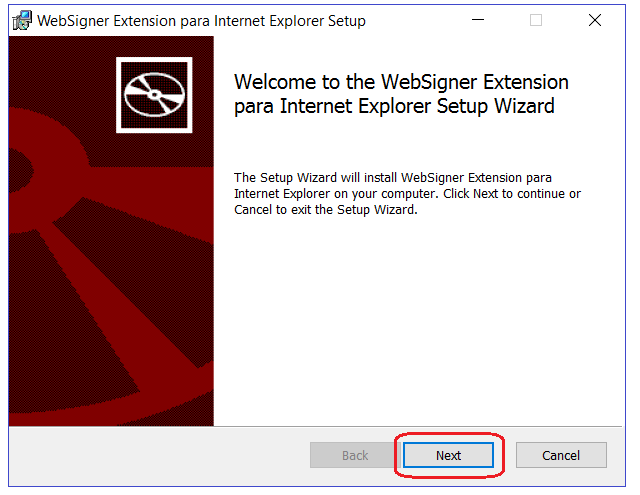 WebSigner Extension para Internet Explorer Setup
Welcome to the WebSigner Extension
para Internet Explorer Setup Wizard
The Setup Wizard will install WebSigner Extension para
Internet Explorer on your computer. Click Next to continue or
Cancel to exit the Setup Wizard.
Back Next Cancel